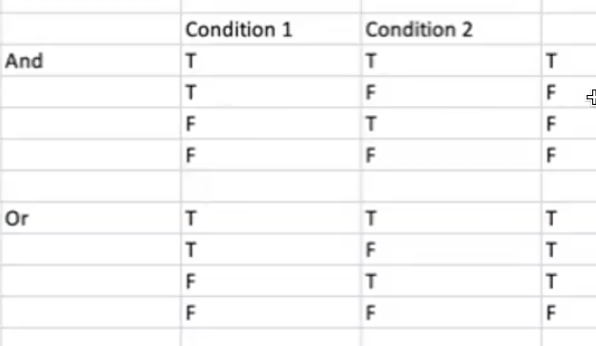 Condition 1 Condition 2
And T T T
T F F
F T F
F F F
Or T T T
T F T
F T T
F F F